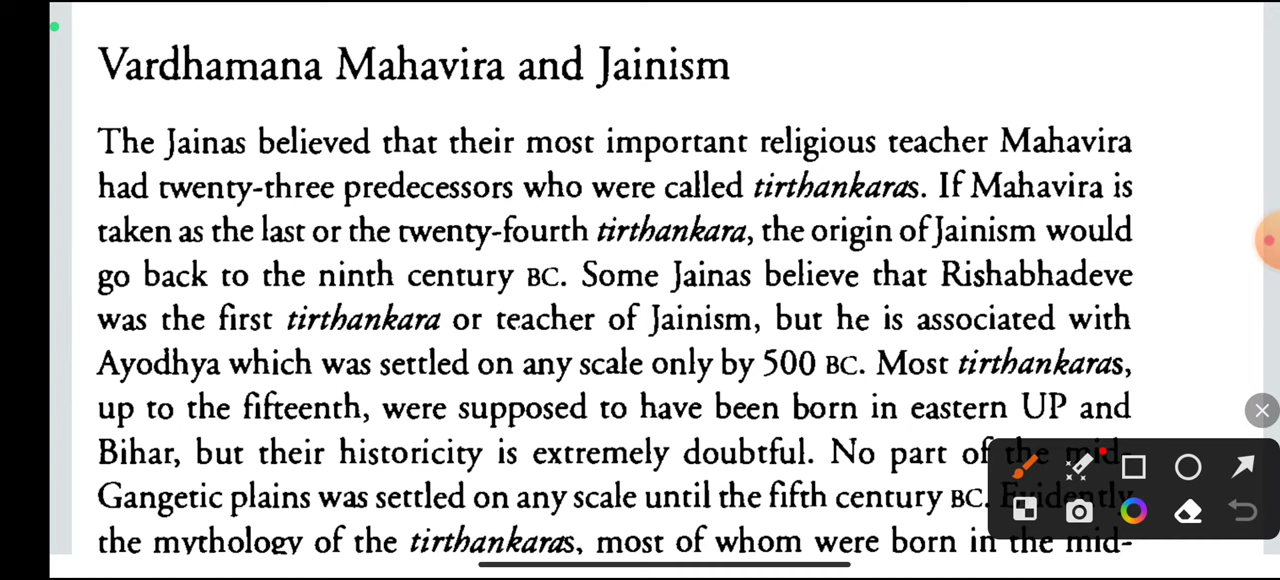 Vardhamana Mahavira and Jainism
The Jainas believed that their most important religious teacher Mahavira
had twenty-three predecessors who were called tirthankaras. If Mahavira is
taken as the last or the twenty-fourth tirthankara, the origin of Jainism would
go back to the ninth century BC. Some Jainas believe that Rishabhadeve
was the first tirthankara or teacher of Jainism, but he is associated with
Ayodhya which was settled on any scale only by 500 BC. Most tirthankaras,
up to the fifteenth, were supposed to have been born in eastern UP and
Bihar, but their historicity is extremely doubtful. No part of the mid-
Gangetic plains was settled on any scale until the fifth century BC. Evidently
the mythology of the tirthankaras, most of whom were born in the mid-